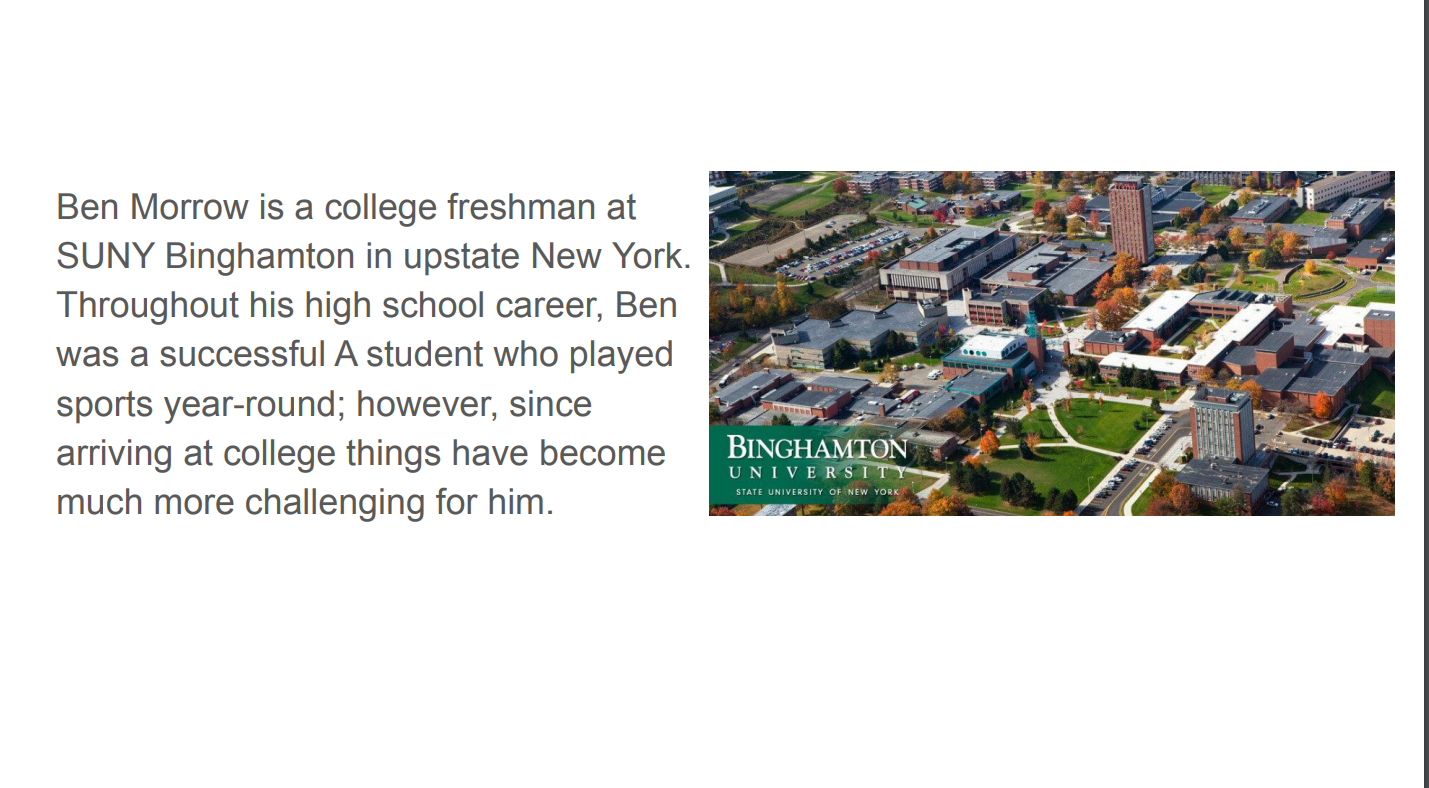 Ben Morrow is a college freshman at
SUNY Binghamton in upstate New York.
Throughout his high school career, Ben
was a successful A student who played
sports year-round; however, since
arriving at college things have become
much more challenging for him.
BINGHAMTON
UNIVERSITY
STATE UNIVERSITY OF NEW YORK